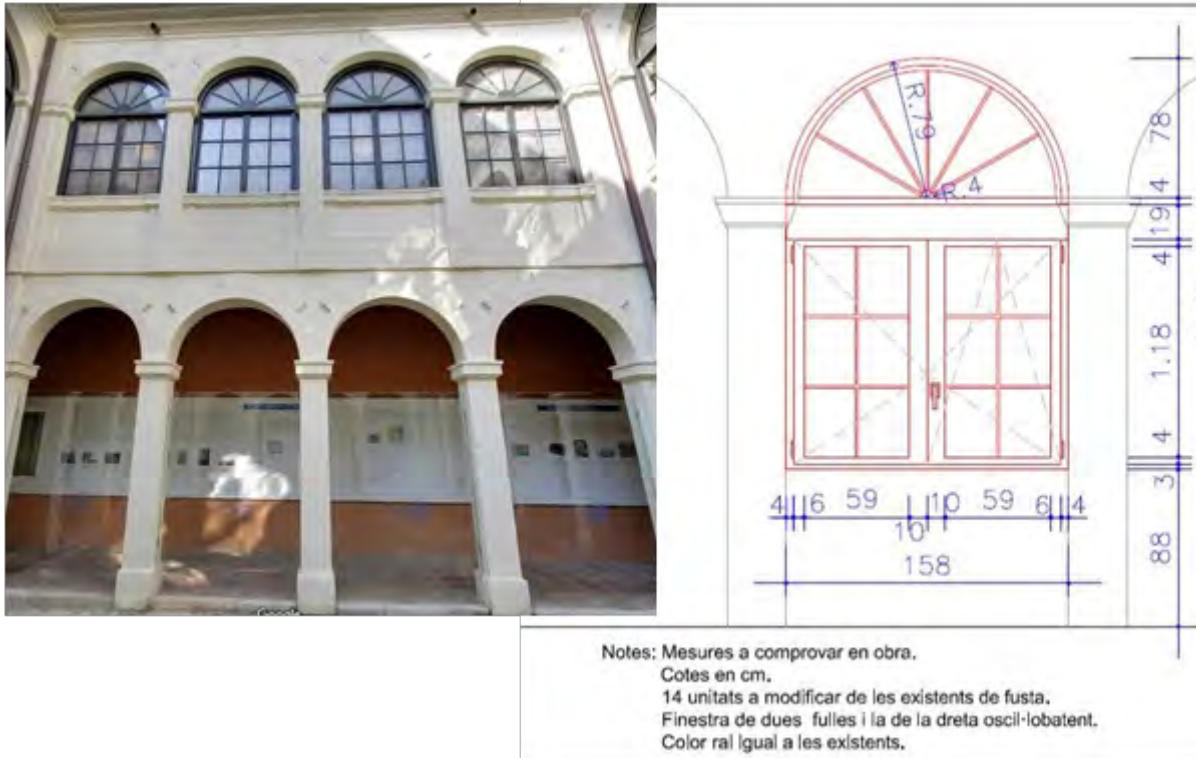 R.79
R.4
78
4
19
4
1.18
4
3
88
4 6 59 10 59 6 4
10
158
Google
Notes: Mesures a comprovar en obra.
Cotes en cm.
14 unitats a modificar de les existents de fusta.
Finestra de dues fulles i la de la dreta oscil·lobatent.
Color ral igual a les existents.